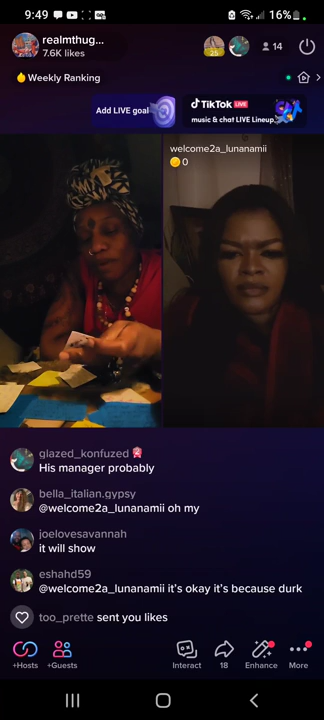 9:49
16%
realmthug...
7.6K likes
25
14
Weekly Ranking
Add LIVE goal
TikTok LIVE
music & chat LIVE Lineup...
welcome2a_lunanamii
0
glazed_konfuzed
His manager probably
bella_italian.gypsy
@welcome2a_lunanamii oh my
joelovesavannah
it will show
eshahd59
@welcome2a_lunanamii it's okay it's because durk
too_prette sent you likes
+Hosts
+Guests
Interact
18
Enhance
More